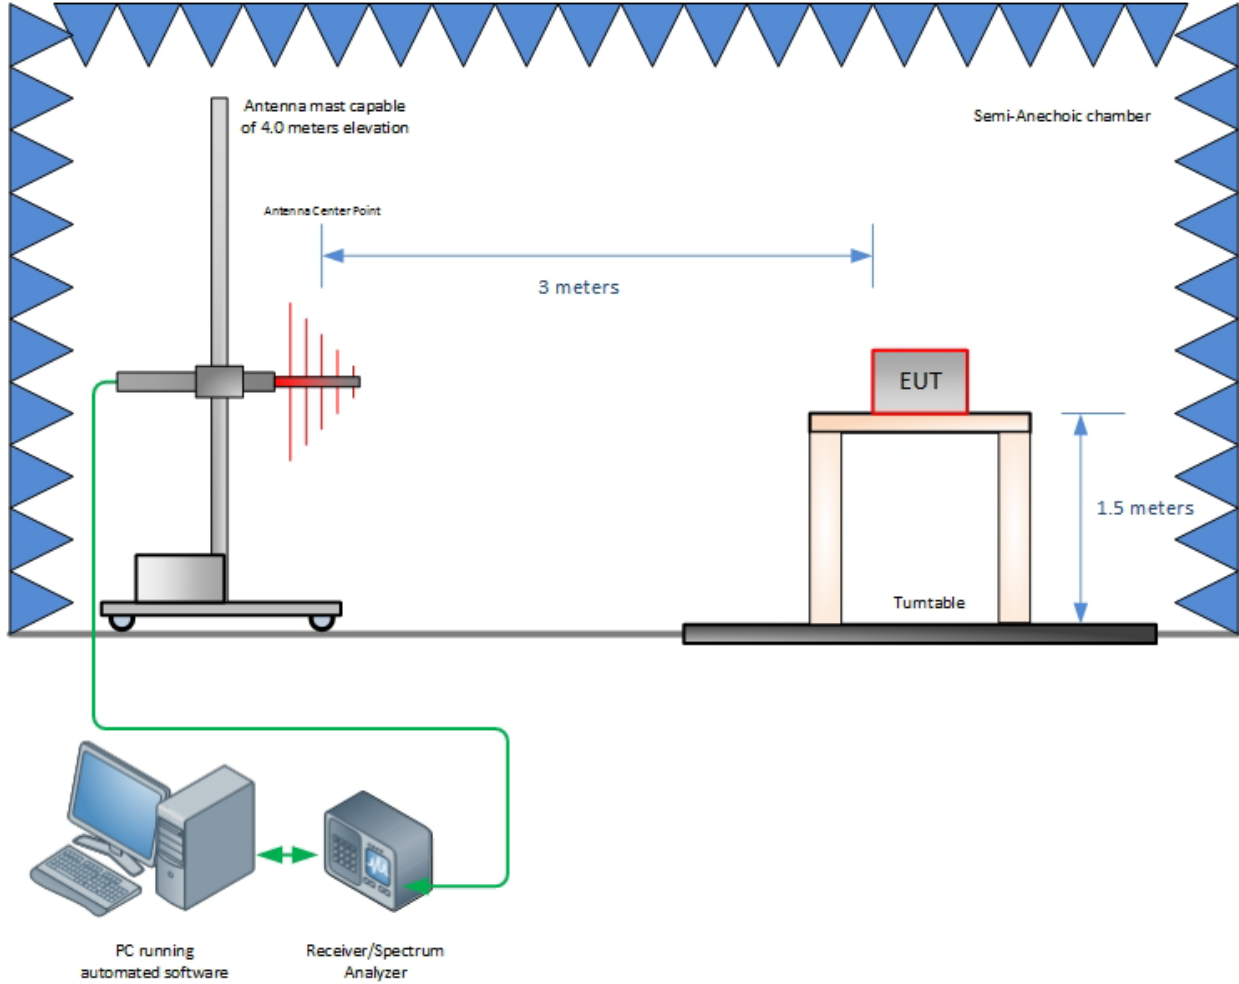 Antenna mast capable
of 4.0 meters elevation
Semi-Anechoic chamber
Antenna Center Point
3 meters
EUT
1.5 meters
Turntable
PC running
automated software
Receiver/Spectrum
Analyzer